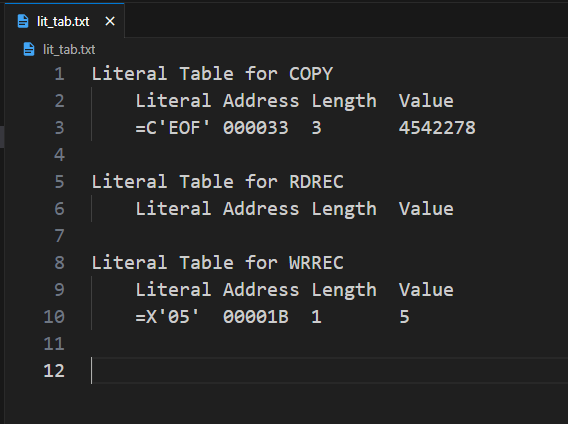 lit_tab.txt
lit_tab.txt
1 Literal Table for COPY
2 Literal Address Length Value
3 =C'EOF' 000033 3 4542278
4
5 Literal Table for RDREC
6 Literal Address Length Value
7
8 Literal Table for WRREC
9 Literal Address Length Value
10 =X'05' 00001B 1 5
11
12